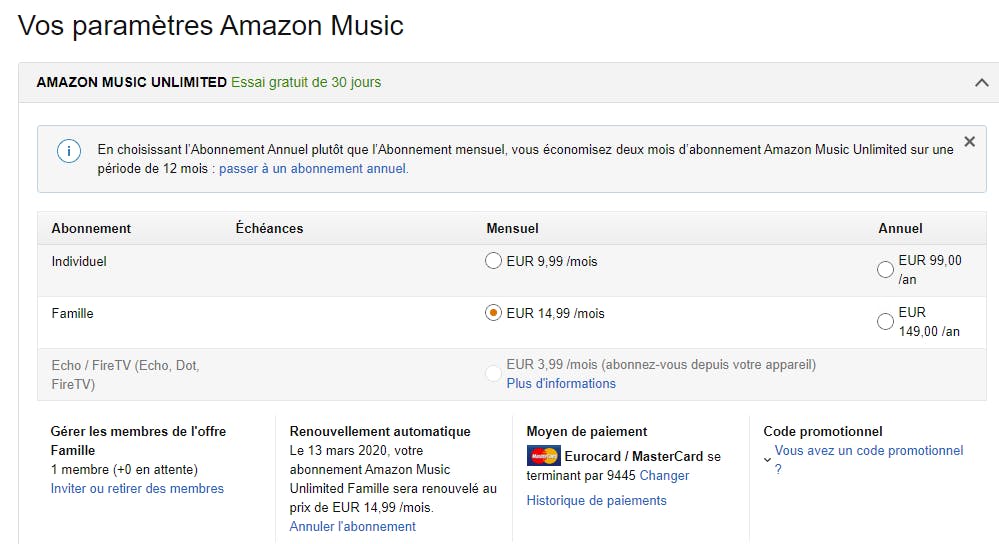 Vos paramètres Amazon Music
AMAZON MUSIC UNLIMITED Essai gratuit de 30 jours
En choisissant l'Abonnement Annuel plutôt que l'Abonnement mensuel, vous économisez deux mois d'abonnement Amazon Music Unlimited sur une
période de 12 mois : passer à un abonnement annuel.
Abonnement Échéances Mensuel Annuel
Individuel
EUR 9,99 /mois
EUR 99,00
/an
Famille
EUR 14,99 /mois
EUR
149,00 /an
Echo / FireTV (Echo, Dot,
FireTV)
EUR 3,99 /mois (abonnez-vous depuis votre appareil)
Plus d'informations
Gérer les membres de l'offre
Famille
1 membre (+0 en attente)
Inviter ou retirer des membres
Renouvellement automatique
Le 13 mars 2020, votre
abonnement Amazon Music
Unlimited Famille sera renouvelé au
prix de EUR 14,99 /mois.
Annuler l'abonnement
Moyen de paiement
MasterCard Eurocard / MasterCard se
terminant par 9445 Changer
Historique de paiements
Code promotionnel
Vous avez un code promotionnel
?